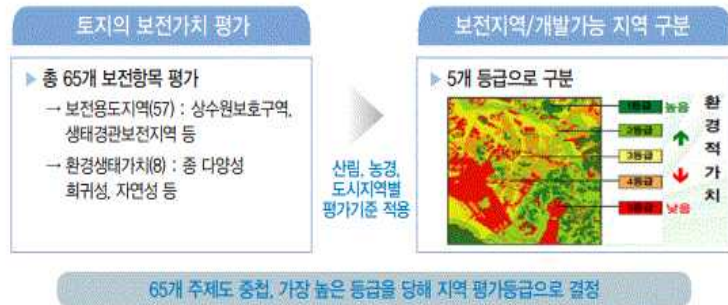 토지의 보전가치 평가
▶ 총 65개 보전항목 평가
→ 보전용도지역(57) : 상수원보호구역,
생태경관보전지역 등
→ 환경생태가치(8) : 종 다양성
희귀성, 자연성 등
산림, 농경,
도시지역별
평가기준 적용
보전지역/개발가능 지역 구분
▶ 5개 등급으로 구분
1등급 높음
2등급
3등급
4등급
5등급 낮음
환경적가치
65개 주제도 중첩, 가장 높은 등급을 당해 지역 평가등급으로 결정